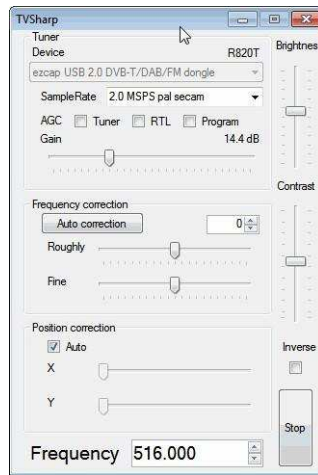 TVSharp
Tuner
Device R820T
ezcap USB 2.0 DVB-T/DAB/FM dongle
SampleRate 2.0 MSPS pal secam
AGC Tuner RTL Program
Gain 14.4 dB
Frequency correction
Auto correction 0
Roughly
Fine
Position correction
Auto
X
Y
Frequency 516.000
Brightnes
Contrast
Inverse
Stop